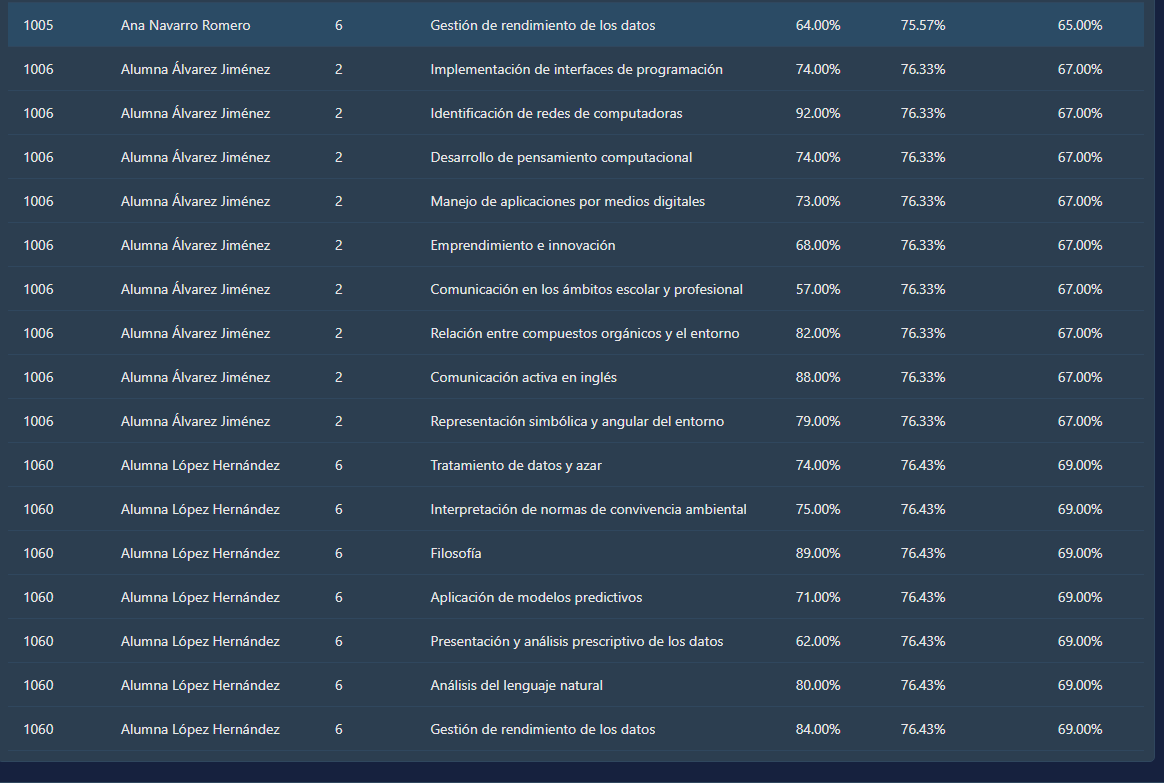 1005 Ana Navarro Romero 6 Gestión de rendimiento de los datos 64.00% 75.57% 65.00%
1006 Alumna Álvarez Jiménez 2 Implementación de interfaces de programación 74.00% 76.33% 67.00%
1006 Alumna Álvarez Jiménez 2 Identificación de redes de computadoras 92.00% 76.33% 67.00%
1006 Alumna Álvarez Jiménez 2 Desarrollo de pensamiento computacional 74.00% 76.33% 67.00%
1006 Alumna Álvarez Jiménez 2 Manejo de aplicaciones por medios digitales 73.00% 76.33% 67.00%
1006 Alumna Álvarez Jiménez 2 Emprendimiento e innovación 68.00% 76.33% 67.00%
1006 Alumna Álvarez Jiménez 2 Comunicación en los ámbitos escolar y profesional 57.00% 76.33% 67.00%
1006 Alumna Álvarez Jiménez 2 Relación entre compuestos orgánicos y el entorno 82.00% 76.33% 67.00%
1006 Alumna Álvarez Jiménez 2 Comunicación activa en inglés 88.00% 76.33% 67.00%
1006 Alumna Álvarez Jiménez 2 Representación simbólica y angular del entorno 79.00% 76.33% 67.00%
1060 Alumna López Hernández 6 Tratamiento de datos y azar 74.00% 76.43% 69.00%
1060 Alumna López Hernández 6 Interpretación de normas de convivencia ambiental 75.00% 76.43% 69.00%
1060 Alumna López Hernández 6 Filosofía 89.00% 76.43% 69.00%
1060 Alumna López Hernández 6 Aplicación de modelos predictivos 71.00% 76.43% 69.00%
1060 Alumna López Hernández 6 Presentación y análisis prescriptivo de los datos 62.00% 76.43% 69.00%
1060 Alumna López Hernández 6 Análisis del lenguaje natural 80.00% 76.43% 69.00%
1060 Alumna López Hernández 6 Gestión de rendimiento de los datos 84.00% 76.43% 69.00%